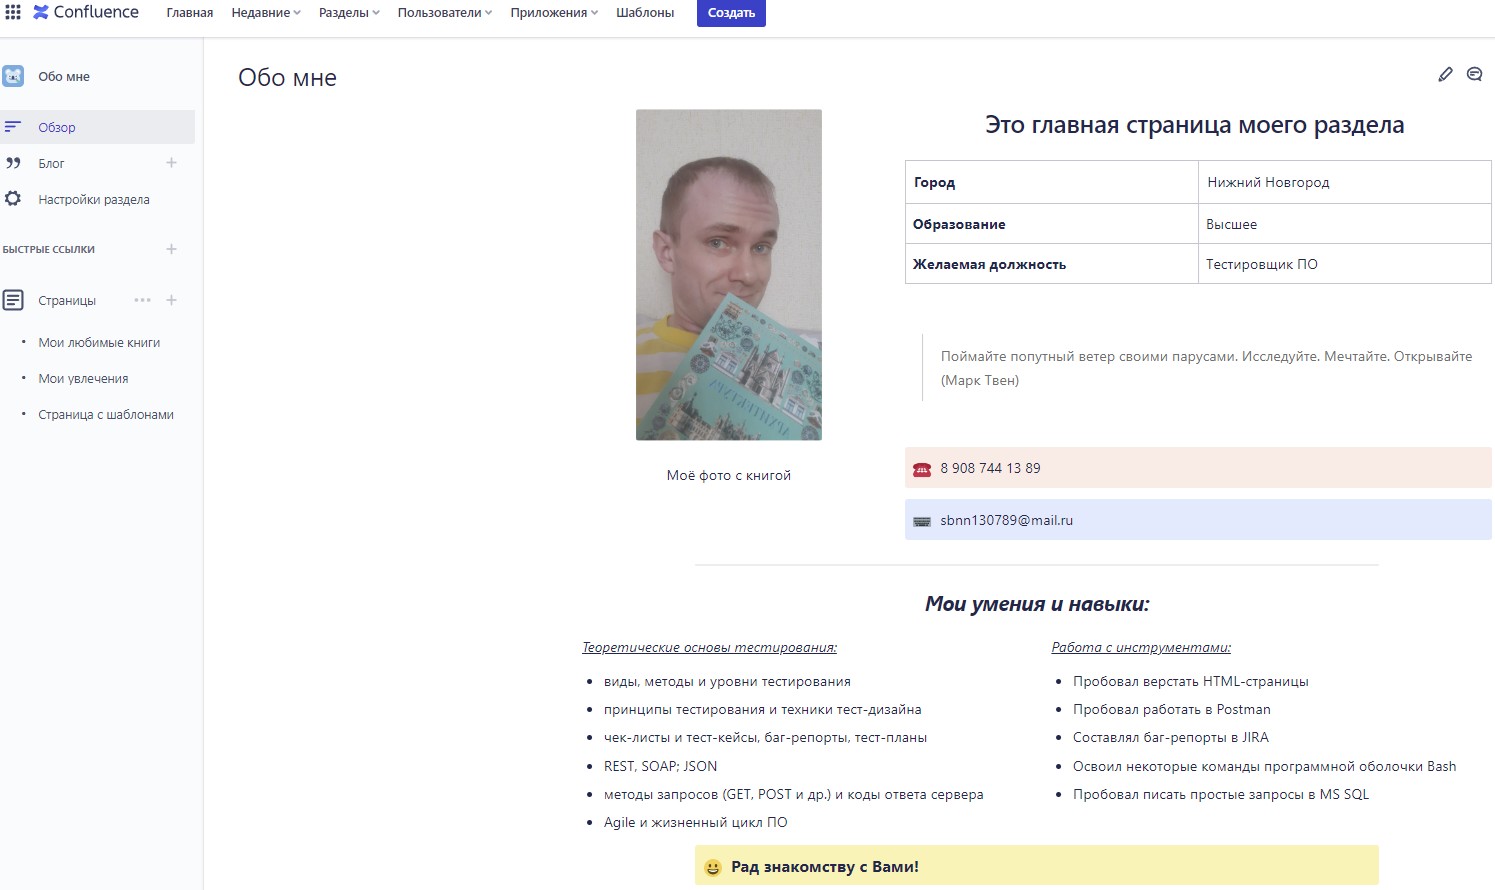 Confluence
Главная Недавние Разделы Пользователи Приложения Шаблоны Создать
Обо мне
Обзор
Блог
Настройки раздела
БЫСТРЫЕ ССЫЛКИ
Страницы
Мои любимые книги
Мои увлечения
Страница с шаблонами
Обо мне
АРХИТЕКТУРА
Моё фото с книгой
Это главная страница моего раздела
Город Нижний Новгород
Образование Высшее
Желаемая должность Тестировщик ПО
Поймайте попутный ветер своими парусами. Исследуйте. Мечтайте. Открывайте
(Марк Твен)
8 908 744 13 89
sbnn130789@mail.ru
Мои умения и навыки:
Теоретические основы тестирования:
• виды, методы и уровни тестирования
• принципы тестирования и техники тест-дизайна
• чек-листы и тест-кейсы, баг-репорты, тест-планы
• REST, SOAP; JSON
• методы запросов (GET, POST и др.) и коды ответа сервера
• Agile и жизненный цикл ПО
Работа с инструментами:
• Пробовал верстать HTML-страницы
• Пробовал работать в Postman
• Составлял баг-репорты в JIRA
• Освоил некоторые команды программной оболочки Bash
• Пробовал писать простые запросы в MS SQL
Рад знакомству с Вами!